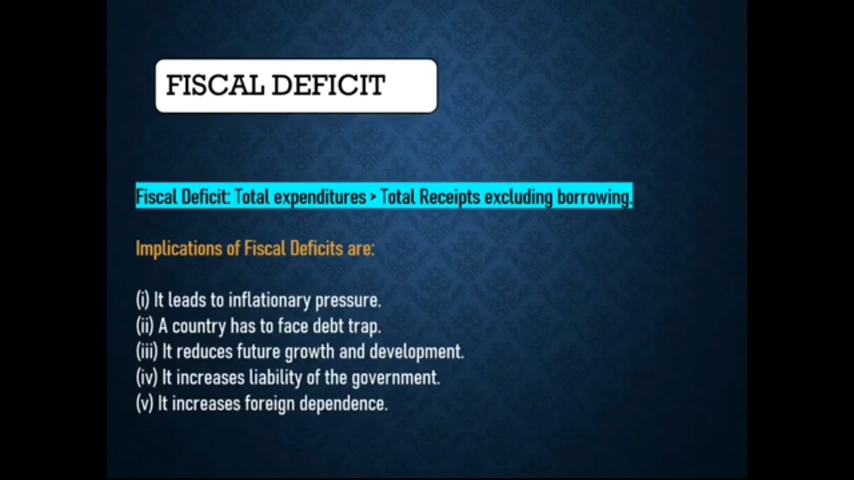 FISCAL DEFICIT
Fiscal Deficit: Total expenditures > Total Receipts excluding borrowing.
Implications of Fiscal Deficits are:
(i) It leads to inflationary pressure.
(ii) A country has to face debt trap.
(iii) It reduces future growth and development.
(iv) It increases liability of the government.
(v) It increases foreign dependence.